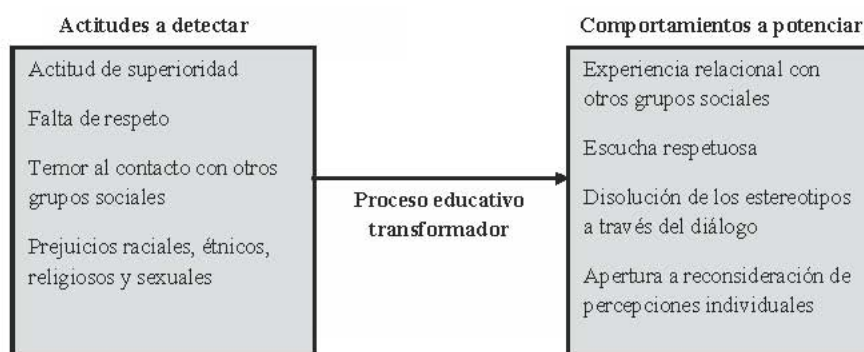 Actitudes a detectar
Actitud de superioridad
Falta de respeto
Temor al contacto con otros
grupos sociales
Prejuicios raciales, étnicos,
religiosos y sexuales
Proceso educativo
transformador
Comportamientos a potenciar
Experiencia relacional con
otros grupos sociales
Escucha respetuosa
Disolución de los estereotipos
a través del diálogo
Apertura a reconsideración de
percepciones individuales